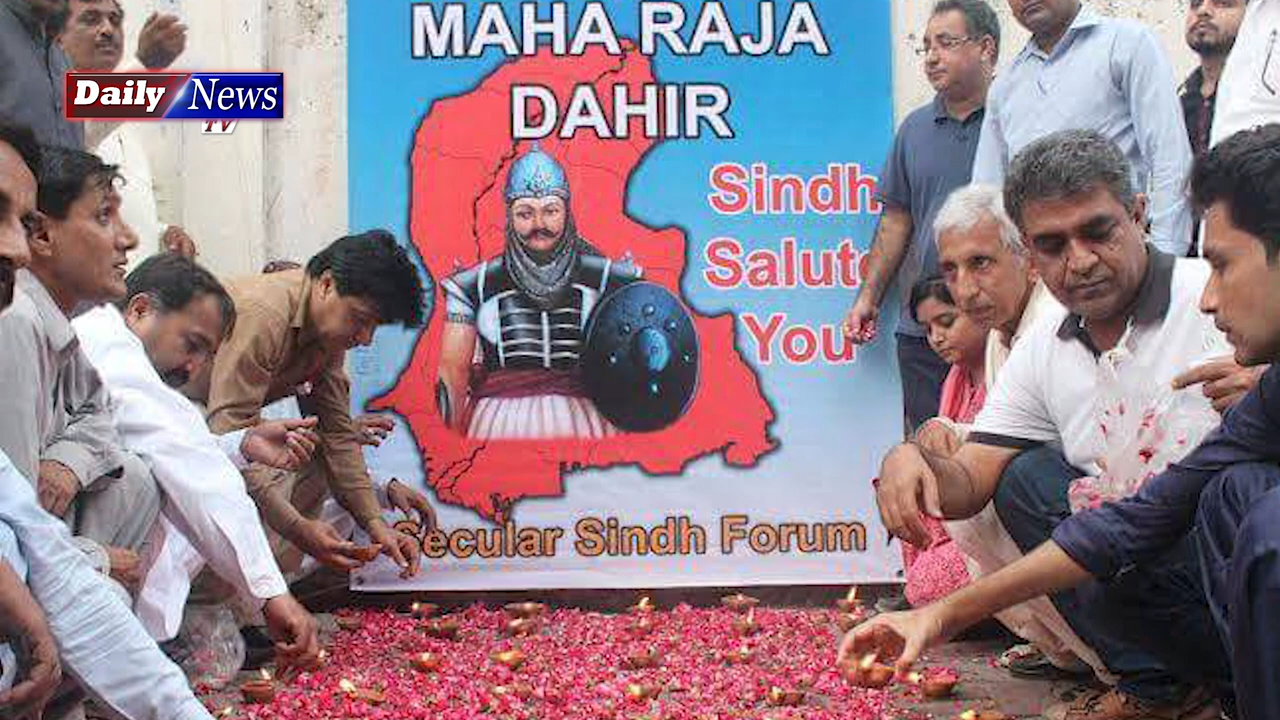 Daily News
TV
MAHA RAJA
DAHIR
Sindh
Salute
You
Secular Sindh Forum